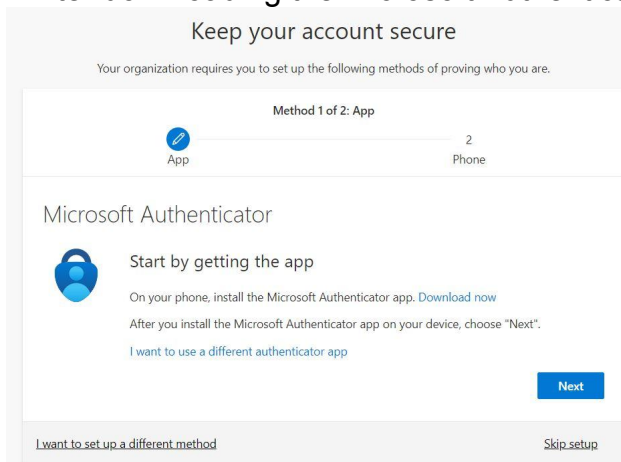 Keep your account secure
Your organization requires you to set up the following methods of proving who you are.
Method 1 of 2: App
App
2
Phone
Microsoft Authenticator
Start by getting the app
On your phone, install the Microsoft Authenticator app. Download now
After you install the Microsoft Authenticator app on your device, choose "Next".
I want to use a different authenticator app
Next
I want to set up a different method
Skip setup